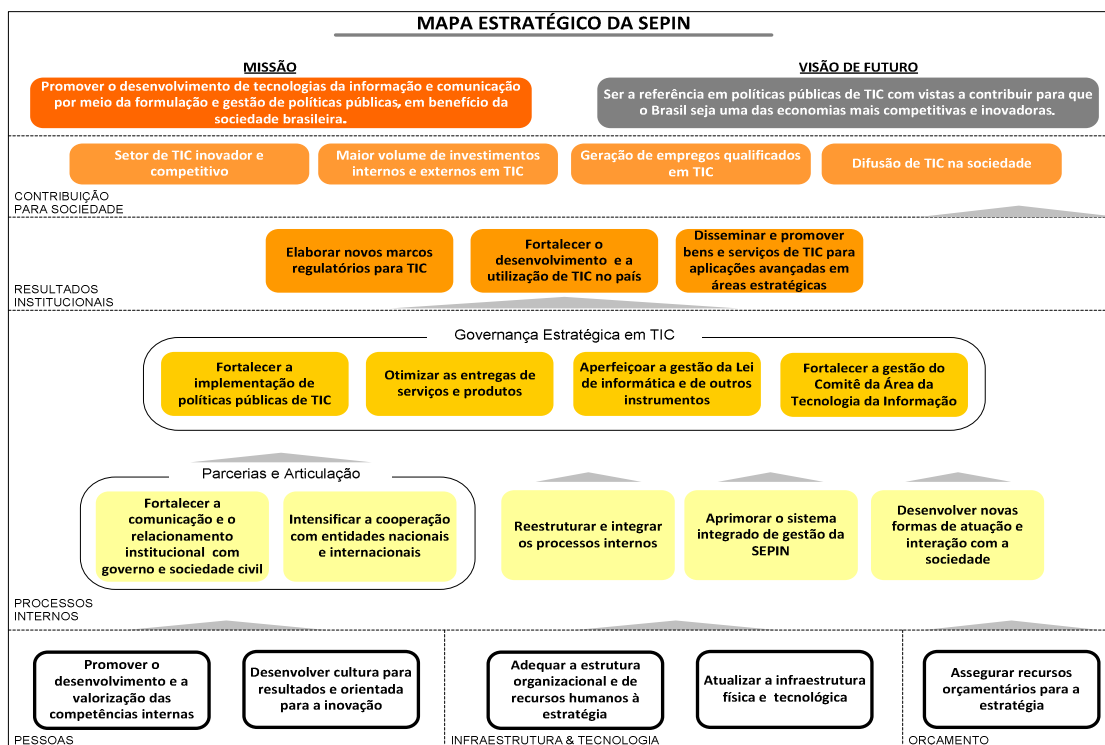 MAPA ESTRATÉGICO DA SEPIN
MISSÃO
Promover o desenvolvimento de tecnologias da informação e comunicação
por meio da formulação e gestão de políticas públicas, em benefício da
sociedade brasileira.
VISÃO DE FUTURO
Ser a referência em políticas públicas de TIC com vistas a contribuir para que
o Brasil seja uma das economias mais competitivas e inovadoras.
Setor de TIC inovador e
competitivo
Maior volume de investimentos
internos e externos em TIC
Geração de empregos qualificados
em TIC
Difusão de TIC na sociedade
CONTRIBUIÇÃO
PARA SOCIEDADE
Elaborar novos marcos
regulatórios para TIC
Fortalecer o
desenvolvimento e a
utilização de TIC no país
Disseminar e promover
bens e serviços de TIC para
aplicações avançadas em
áreas estratégicas
RESULTADOS
INSTITUCIONAIS
Governança Estratégica em TIC
Fortalecer a
implementação de
políticas públicas de TIC
Otimizar as entregas de
serviços e produtos
Aperfeiçoar a gestão da Lei
de informática e de outros
instrumentos
Fortalecer a gestão do
Comitê da Área da
Tecnologia da Informação
Parcerias e Articulação
Fortalecer a
comunicação e o
relacionamento
institucional com
governo e sociedade civil
Intensificar a cooperação
com entidades nacionais
e internacionais
Reestruturar e integrar
os processos internos
Aprimorar o sistema
integrado de gestão da
SEPIN
Desenvolver novas
formas de atuação e
interação com a
sociedade
PROCESSOS
INTERNOS
Promover o
desenvolvimento e a
valorização das
competências internas
Desenvolver cultura para
resultados e orientada
para a inovação
Adequar a estrutura
organizacional e de
recursos humanos à
estratégia
Atualizar a infraestrutura
física e tecnológica
Assegurar recursos
orçamentários para a
estratégia
PESSOAS
INFRAESTRUTURA & TECNOLOGIA
ORCAMENTO